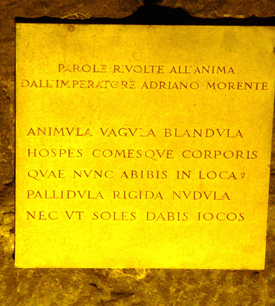 PAROLE RIVOLTE ALL'ANIMA
DALL'IMPERATORE ADRIANO MORENTE
ANIMVLA VAGVLA BLANDVLA
HOSPES COMESQVE CORPORIS
QVAE NVNC ABIBIS IN LOCA?
PALLIDVLA RIGIDA NVDVLA
NEC VT SOLES DABIS IOCOS